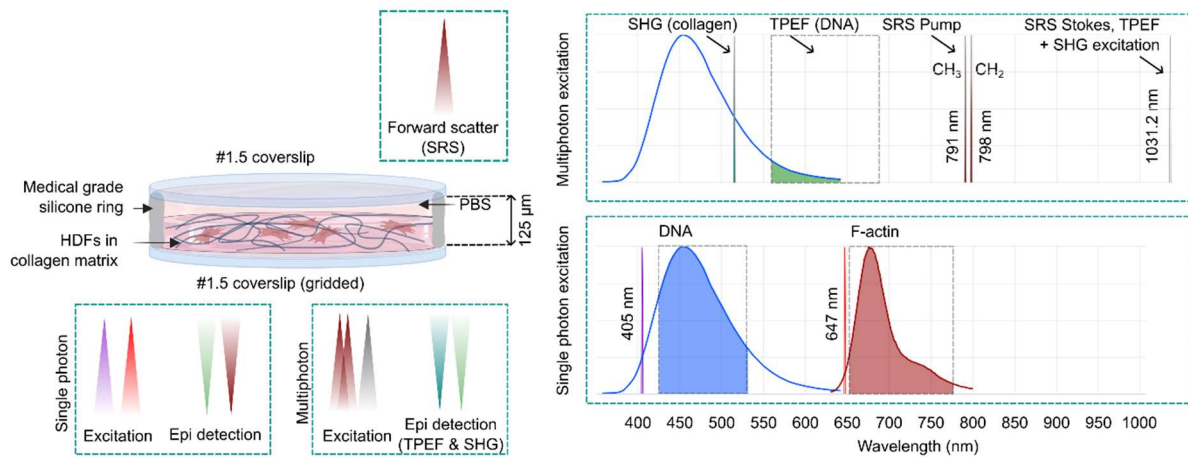 Forward scatter
(SRS)
#1.5 coverslip
Medical grade
silicone ring
PBS
125 µm
HDFs in
collagen matrix
#1.5 coverslip (gridded)
Single photon
Excitation
Epi detection
Multiphoton
Excitation
Epi detection
(TPEF & SHG)
Multiphoton excitation
SHG (collagen)
TPEF (DNA)
SRS Pump
SRS Stokes, TPEF
+ SHG excitation
CH3
CH2
791 nm
798 nm
1031.2 nm
Single photon excitation
DNA
F-actin
405 nm
647 nm
350 400 450 500 550 600 650 700 750 800 850 900 950 1000
Wavelength (nm)